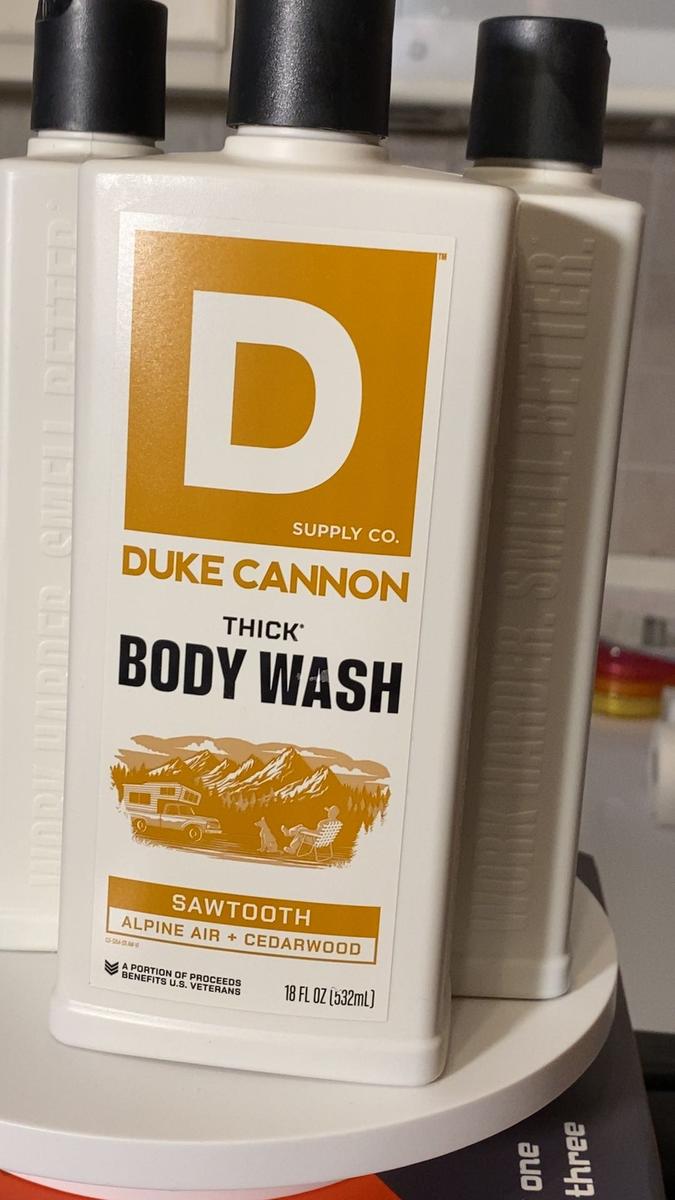 D
™
SUPPLY CO.
DUKE CANNON
THICK*
BODY WASH
SAWTOOTH
ALPINE AIR + CEDARWOOD
A PORTION OF PROCEEDS
BENEFITS U.S. VETERANS
18 FL OZ (532mL)
WORK HARDER. SMELL BETTER.
WORK HARDER. SMELL BETTER.
one
three